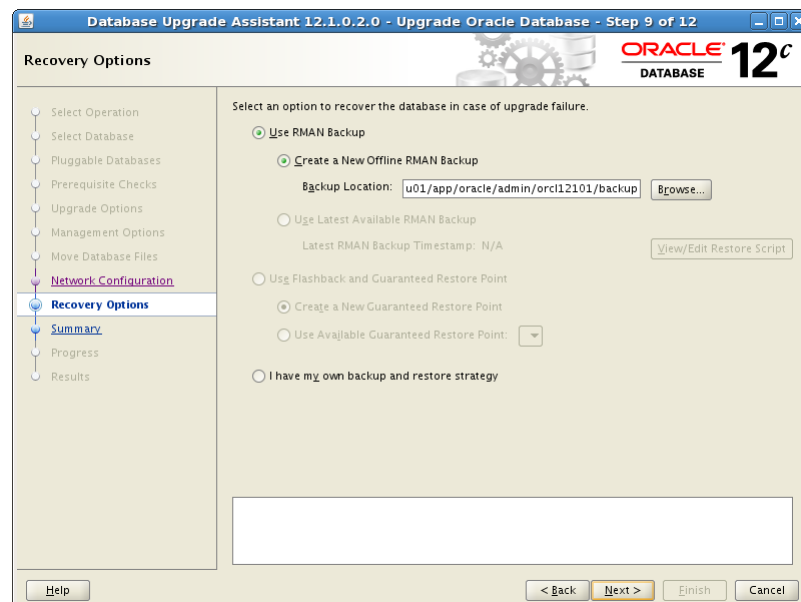 Database Upgrade Assistant 12.1.0.2.0 - Upgrade Oracle Database - Step 9 of 12
Recovery Options
ORACLE
DATABASE
12c
Select Operation
Select Database
Pluggable Databases
Prerequisite Checks
Upgrade Options
Management Options
Move Database Files
Network Configuration
Recovery Options
Summary
Progress
Results
Select an option to recover the database in case of upgrade failure.
Use RMAN Backup
Create a New Offline RMAN Backup
Backup Location: u01/app/oracle/admin/orcl12101/backup Browse...
Use Latest Available RMAN Backup
Latest RMAN Backup Timestamp: N/A View/Edit Restore Script
Use Flashback and Guaranteed Restore Point
Create a New Guaranteed Restore Point
Use Available Guaranteed Restore Point:
I have my own backup and restore strategy
Help < Back Next > Finish Cancel